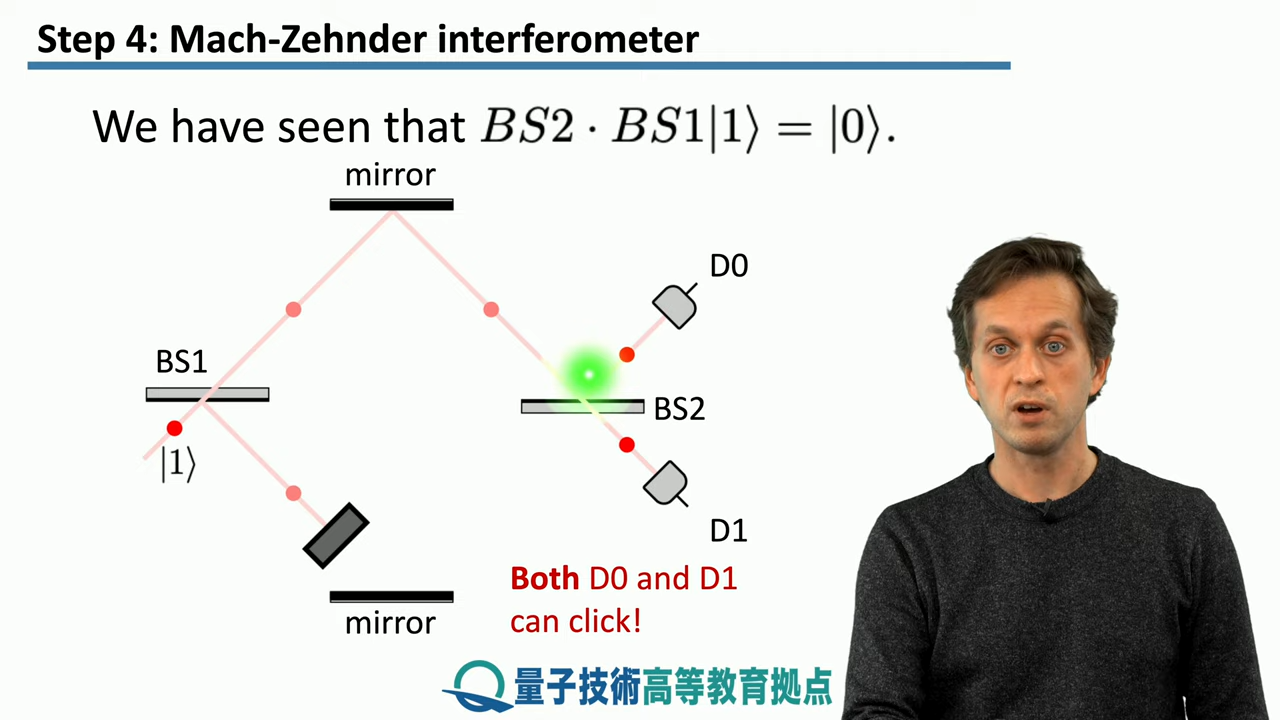 Step 4: Mach-Zehnder interferometer
We have seen that BS2 · BS1|1⟩ = |0⟩.
mirror
D0
BS1
BS2
|1⟩
D1
Both D0 and D1
can click!
mirror
量子技術高等教育拠点